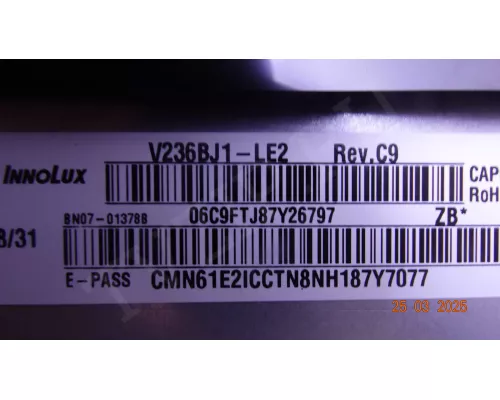 V236BJ1-LE2 Rev.C9
INNOLUX
CAP
RoH
BN07-01378B 06C9FTJ87Y26797 ZB*
8/31
E-PASS CMN61E2ICCTN8NH187Y7077
25 03 2025